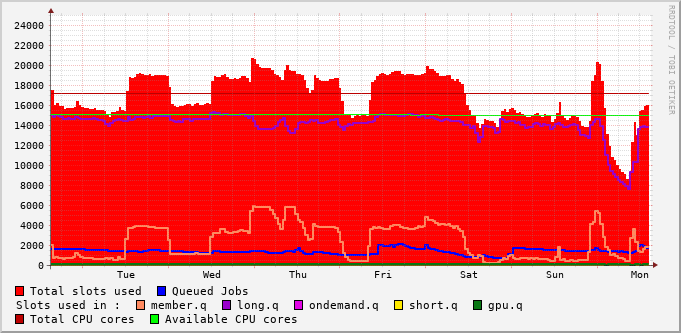 24000
22000
20000
18000
16000
14000
12000
10000
8000
6000
4000
2000
0
Tue Wed Thu Fri Sat Sun Mon
RRDTOOL / TOBI OETIKER
Total slots used Queued Jobs
Slots used in : member.q long.q ondemand.q short.q gpu.q
Total CPU cores Available CPU cores